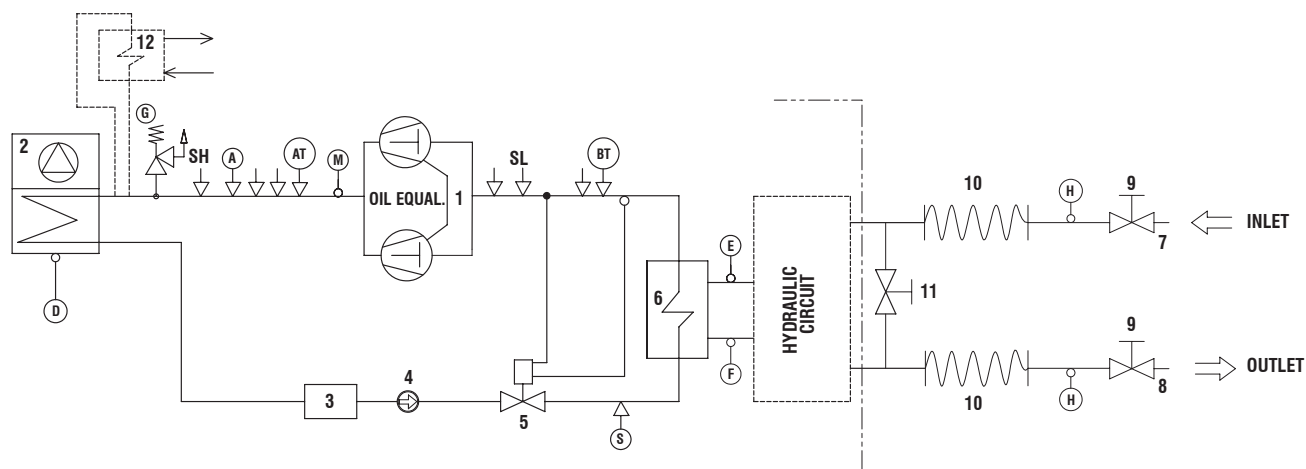 12
G
2
SH
A
AT
M
OIL EQUAL.
1
SL
BT
D
3
4
5
S
6
E
F
HYDRAULIC
CIRCUIT
11
10
H
9
7
INLET
10
H
9
8
OUTLET